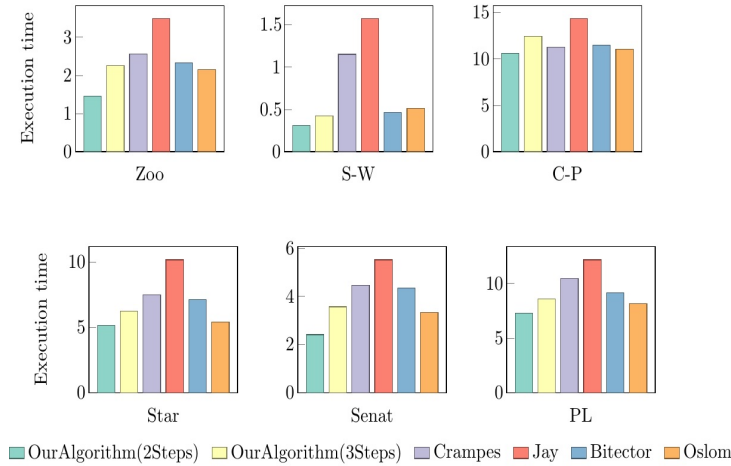 Execution time
3
2
1
0
Zoo
1.5
1
0.5
0
S-W
15
10
5
0
C-P
Execution time
10
5
0
Star
6
4
2
0
Senat
10
5
0
PL
OurAlgorithm(2Steps) OurAlgorithm(3Steps) Crampes Jay Bitector Oslom